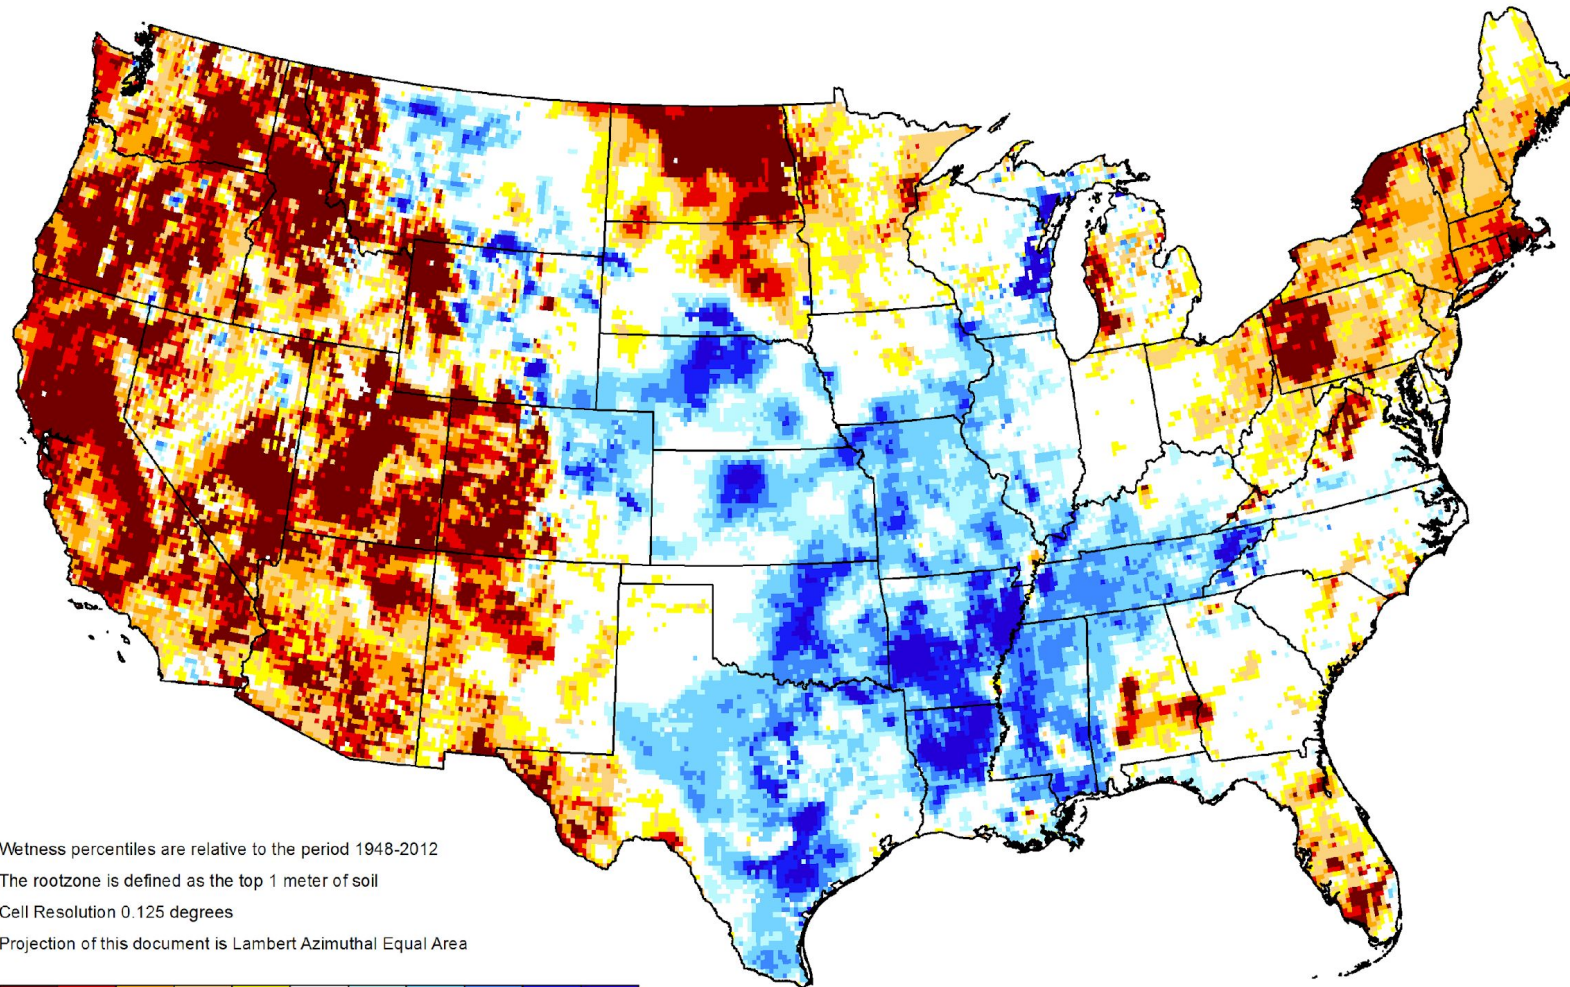 Wetness percentiles are relative to the period 1948-2012
The rootzone is defined as the top 1 meter of soil
Cell Resolution 0.125 degrees
Projection of this document is Lambert Azimuthal Equal Area